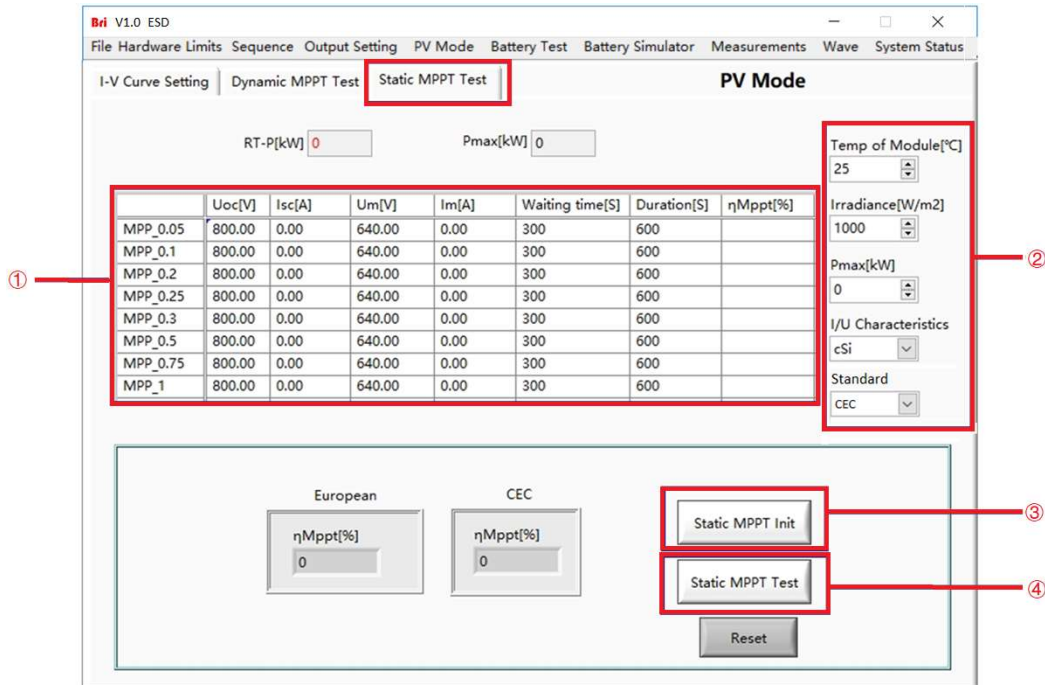 Bri V1.0 ESD
File Hardware Limits Sequence Output Setting PV Mode Battery Test Battery Simulator Measurements Wave System Status
I-V Curve Setting Dynamic MPPT Test Static MPPT Test PV Mode
RT-P[kW] 0 Pmax[kW] 0
Uoc[V] Isc[A] Um[V] Im[A] Waiting time[S] Duration[S] ηMppt[%]
MPP_0.05 800.00 0.00 640.00 0.00 300 600
MPP_0.1 800.00 0.00 640.00 0.00 300 600
MPP_0.2 800.00 0.00 640.00 0.00 300 600
MPP_0.25 800.00 0.00 640.00 0.00 300 600
MPP_0.3 800.00 0.00 640.00 0.00 300 600
MPP_0.5 800.00 0.00 640.00 0.00 300 600
MPP_0.75 800.00 0.00 640.00 0.00 300 600
MPP_1 800.00 0.00 640.00 0.00 300 600
①
Temp of Module[℃]
25
Irradiance[W/m2]
1000
Pmax[kW]
0
I/U Characteristics
cSi
Standard
CEC
②
European
ηMppt[%]
0
CEC
ηMppt[%]
0
Static MPPT Init
③
Static MPPT Test
④
Reset